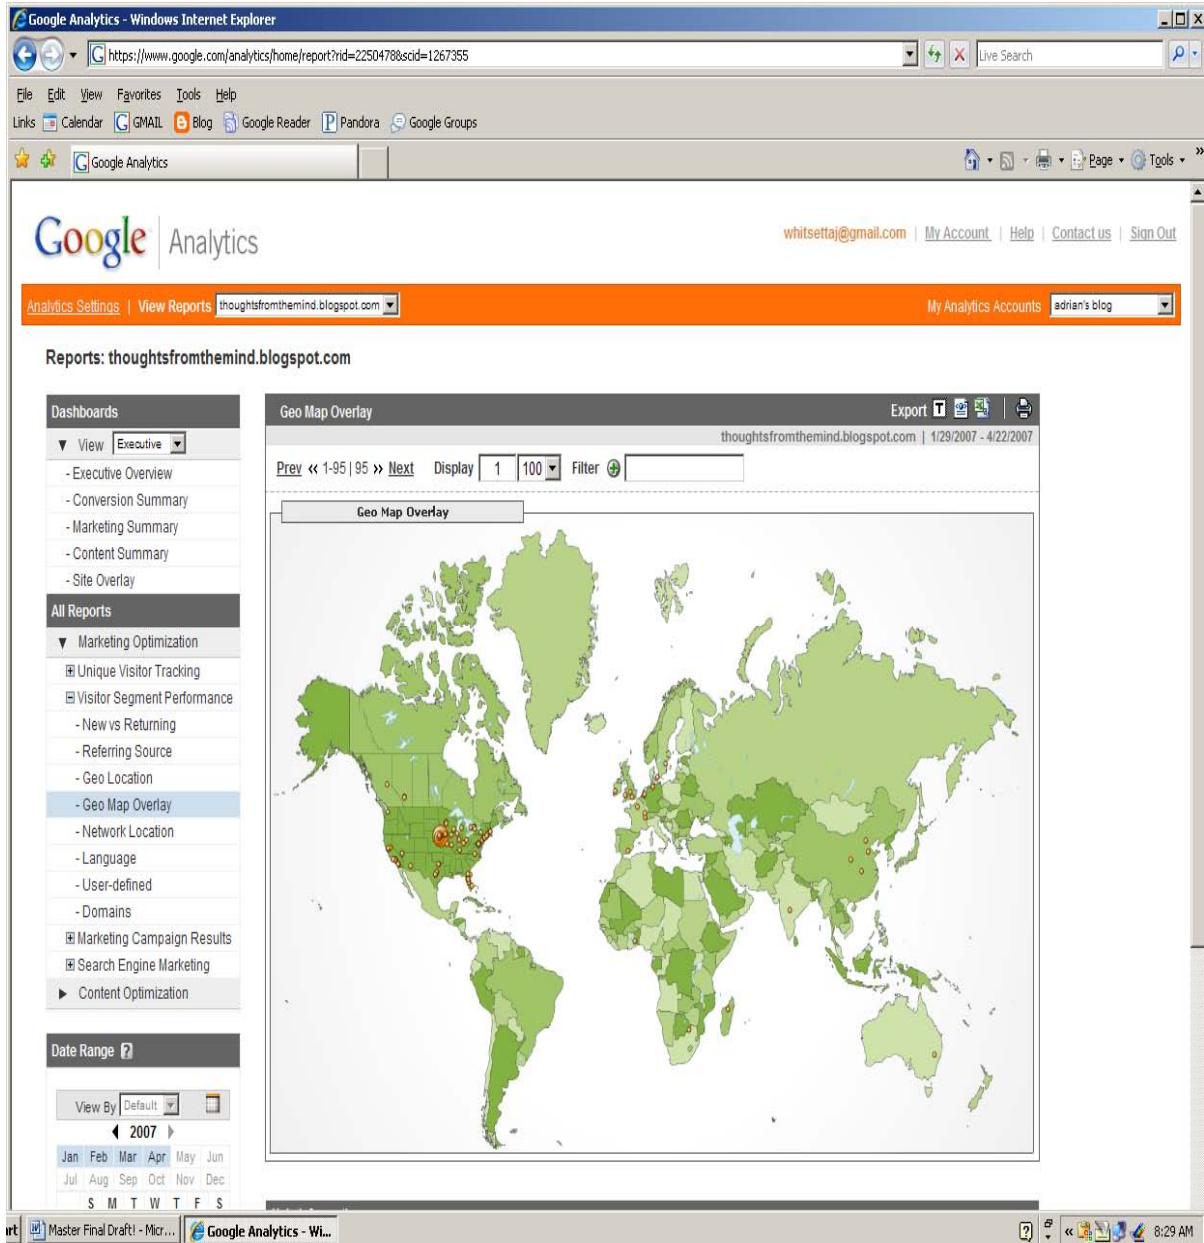 Google Analytics - Windows Internet Explorer
https://www.google.com/analytics/home/report?rid=2250478&scid=1267355
Live Search
File Edit View Favorites Tools Help
Links Calendar GMAIL Blog Google Reader Pandora Google Groups
Google Analytics
Page Tools
Google Analytics
whitsettaj@gmail.com | My Account | Help | Contact us | Sign Out
Analytics Settings | View Reports thoughtsfromthemind.blogspot.com
My Analytics Accounts adrian's blog
Reports: thoughtsfromthemind.blogspot.com
Dashboards
View Executive
- Executive Overview
- Conversion Summary
- Marketing Summary
- Content Summary
- Site Overlay
All Reports
Marketing Optimization
Unique Visitor Tracking
Visitor Segment Performance
- New vs Returning
- Referring Source
- Geo Location
- Geo Map Overlay
- Network Location
- Language
- User-defined
- Domains
Marketing Campaign Results
Search Engine Marketing
Content Optimization
Date Range ?
View By Default
2007
Jan Feb Mar Apr May Jun
Jul Aug Sep Oct Nov Dec
S M T W T F S
Geo Map Overlay
Export T
thoughtsfromthemind.blogspot.com | 1/29/2007 - 4/22/2007
Prev « 1-95 | 95 » Next Display 1 100 Filter
Geo Map Overlay
art Master Final Draft! - Micr... Google Analytics - Wi...
8:29 AM